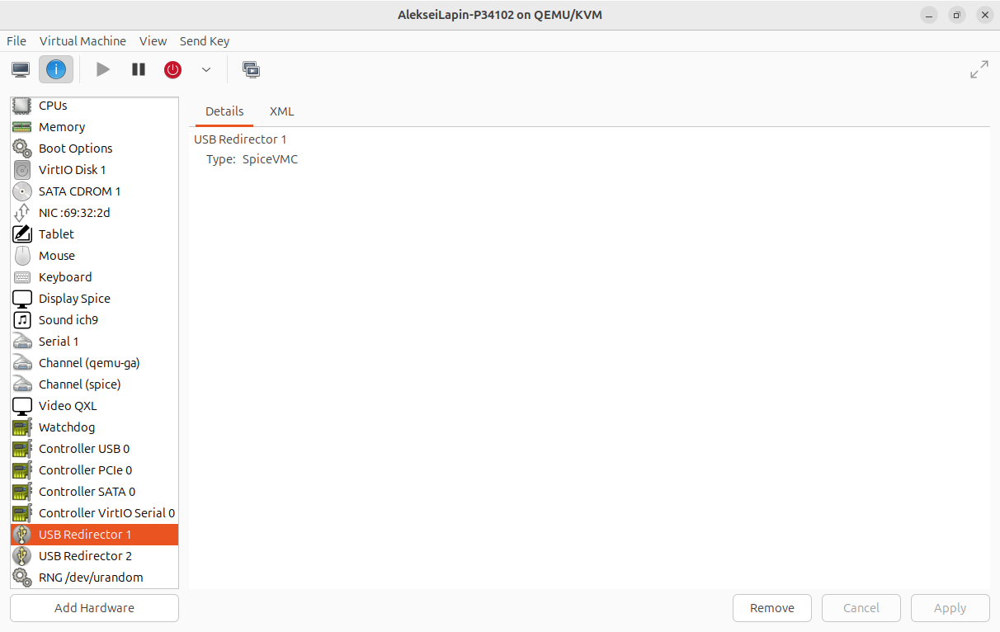 AlekseiLapin-P34102 on QEMU/KVM
File Virtual Machine View Send Key
CPUs
Memory
Boot Options
VirtIO Disk 1
SATA CDROM 1
NIC :69:32:2d
Tablet
Mouse
Keyboard
Display Spice
Sound ich9
Serial 1
Channel (qemu-ga)
Channel (spice)
Video QXL
Watchdog
Controller USB 0
Controller PCIe 0
Controller SATA 0
Controller VirtIO Serial 0
USB Redirector 1
USB Redirector 2
RNG /dev/urandom
Add Hardware
Details XML
USB Redirector 1
Type: SpiceVMC
Remove Cancel Apply